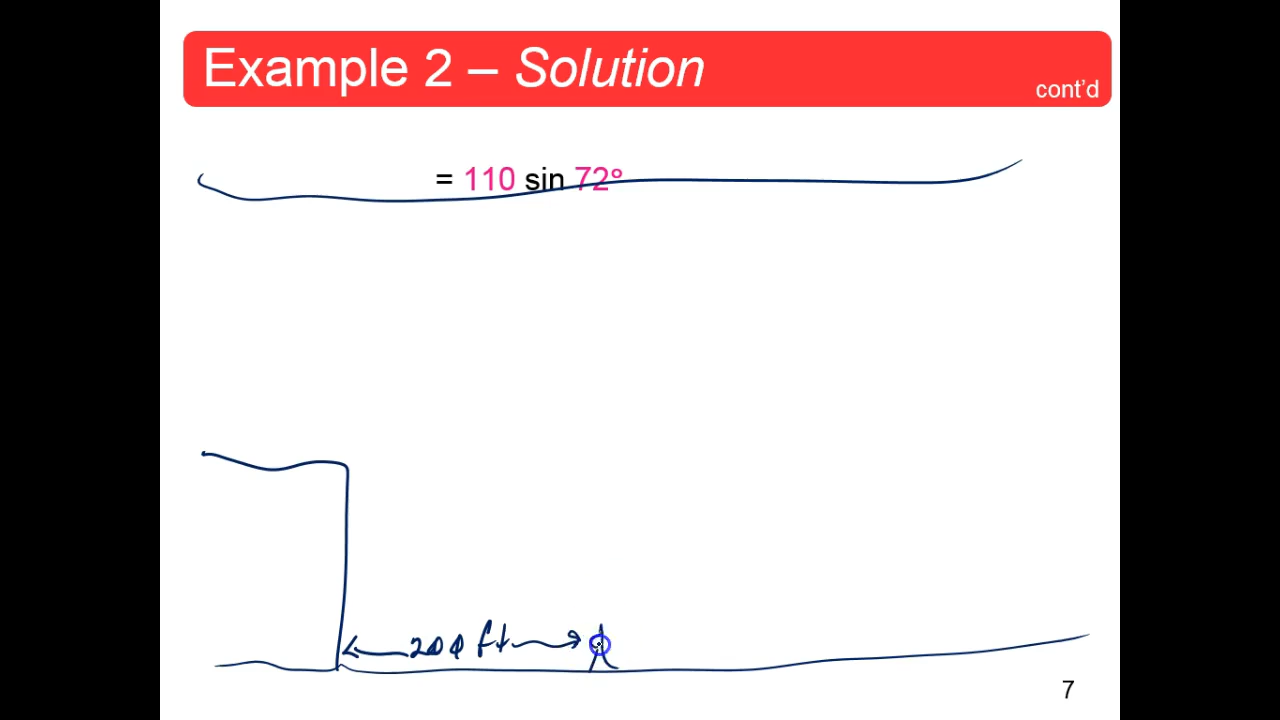 Example 2 – Solution
cont'd
= 110 sin 72°
200 ft
7